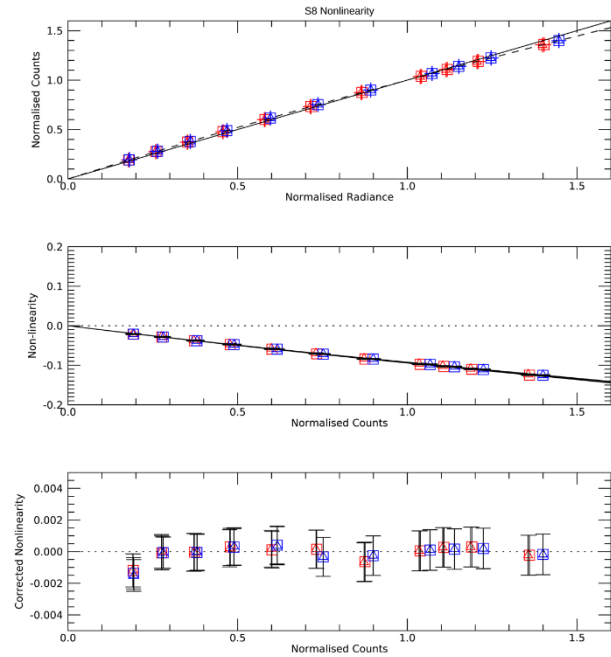 S8 Nonlinearity
Normalised Counts
1.5
1.0
0.5
0.0
0.0 0.5 1.0 1.5
Normalised Radiance
Non-linearity
0.2
0.1
0.0
-0.1
-0.2
0.0 0.5 1.0 1.5
Normalised Counts
Corrected Nonlinearity
0.004
0.002
0.000
-0.002
-0.004
0.0 0.5 1.0 1.5
Normalised Counts